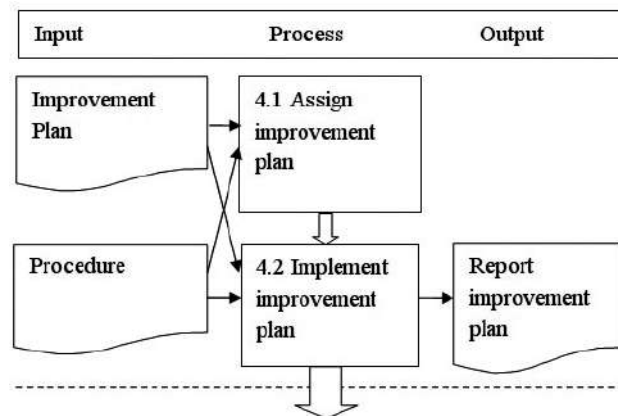 Input Process Output
Improvement
Plan
4.1 Assign
improvement
plan
Procedure
4.2 Implement
improvement
plan
Report
improvement
plan